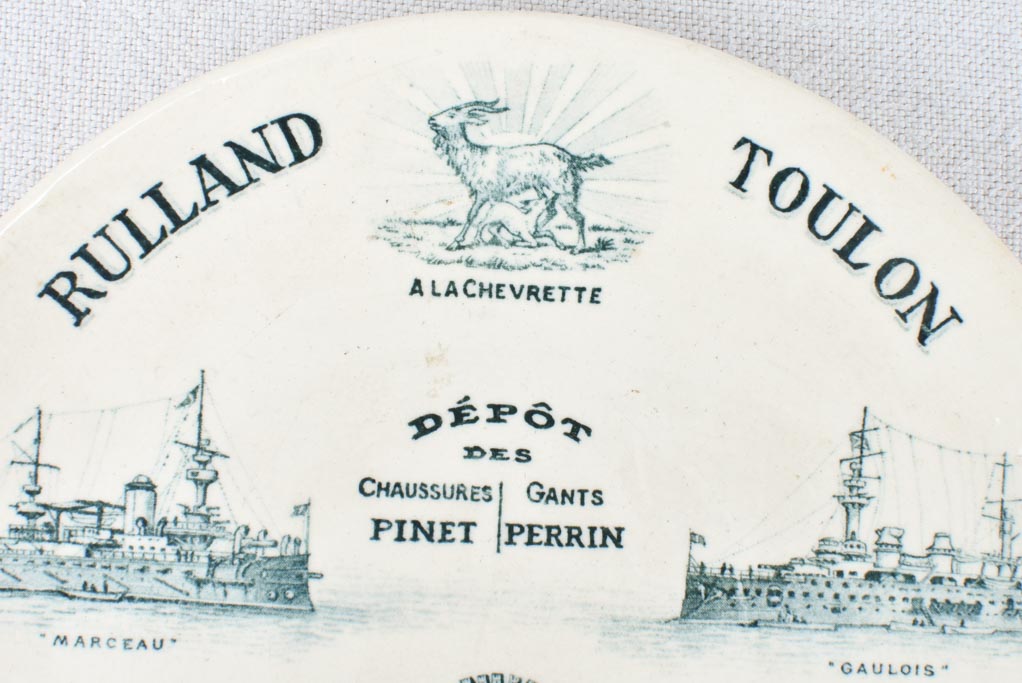 RULLAND
TOULON
A LA CHEVRETTE
DÉPÔT
DES
CHAUSSURES | GANTS
PINET | PERRIN
"MARCEAU"
"GAULOIS"